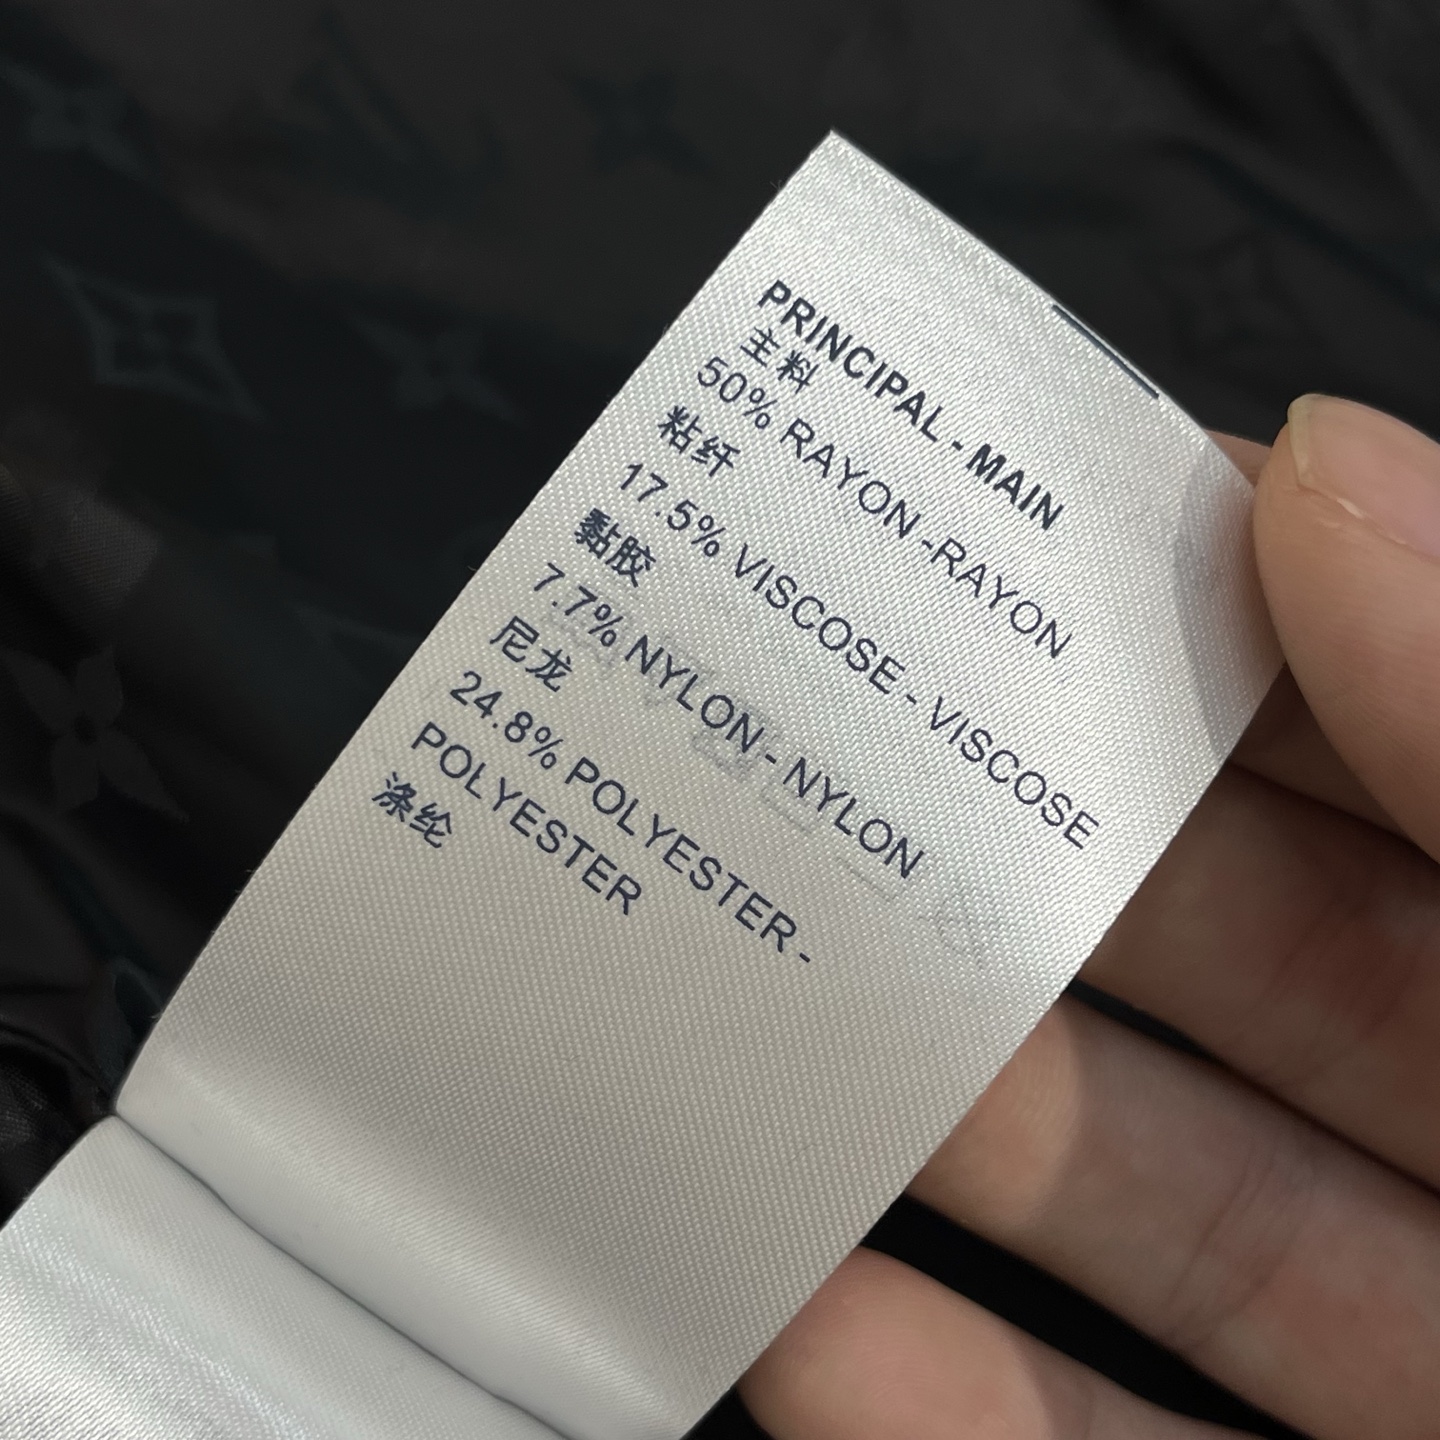 PRINCIPAL - MAIN
主料
50% RAYON -RAYON
粘纤
17.5% VISCOSE - VISCOSE
黏胶
7.7% NYLON - NYLON
尼龙
24.8% POLYESTER -
POLYESTER
涤纶